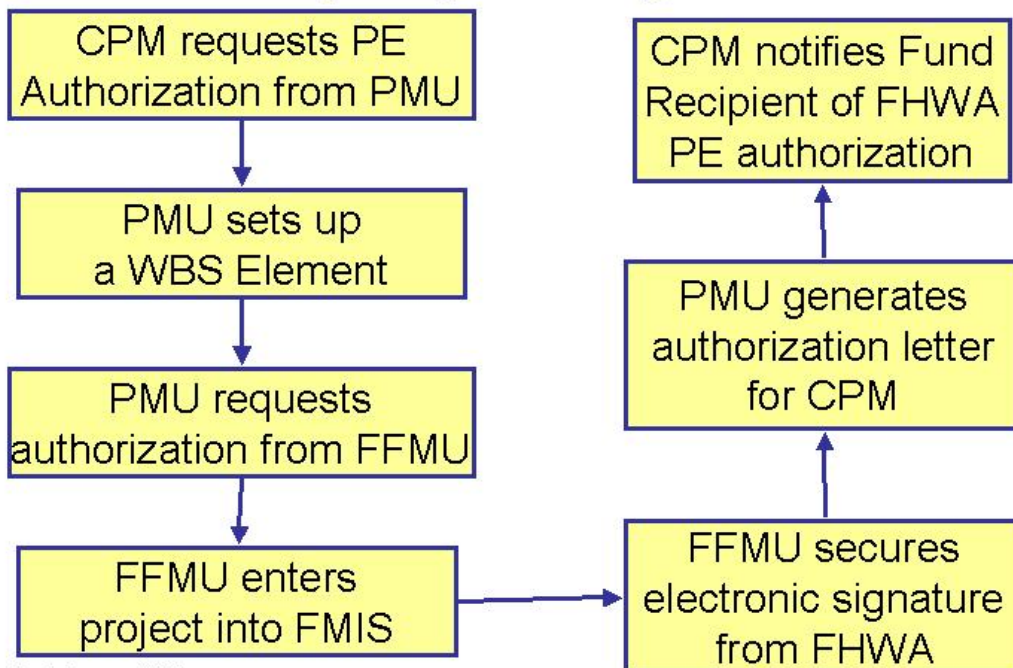 CPM requests PE
Authorization from PMU
PMU sets up
a WBS Element
PMU requests
authorization from FFMU
FFMU enters
project into FMIS
FFMU secures
electronic signature
from FHWA
PMU generates
authorization letter
for CPM
CPM notifies Fund
Recipient of FHWA
PE authorization